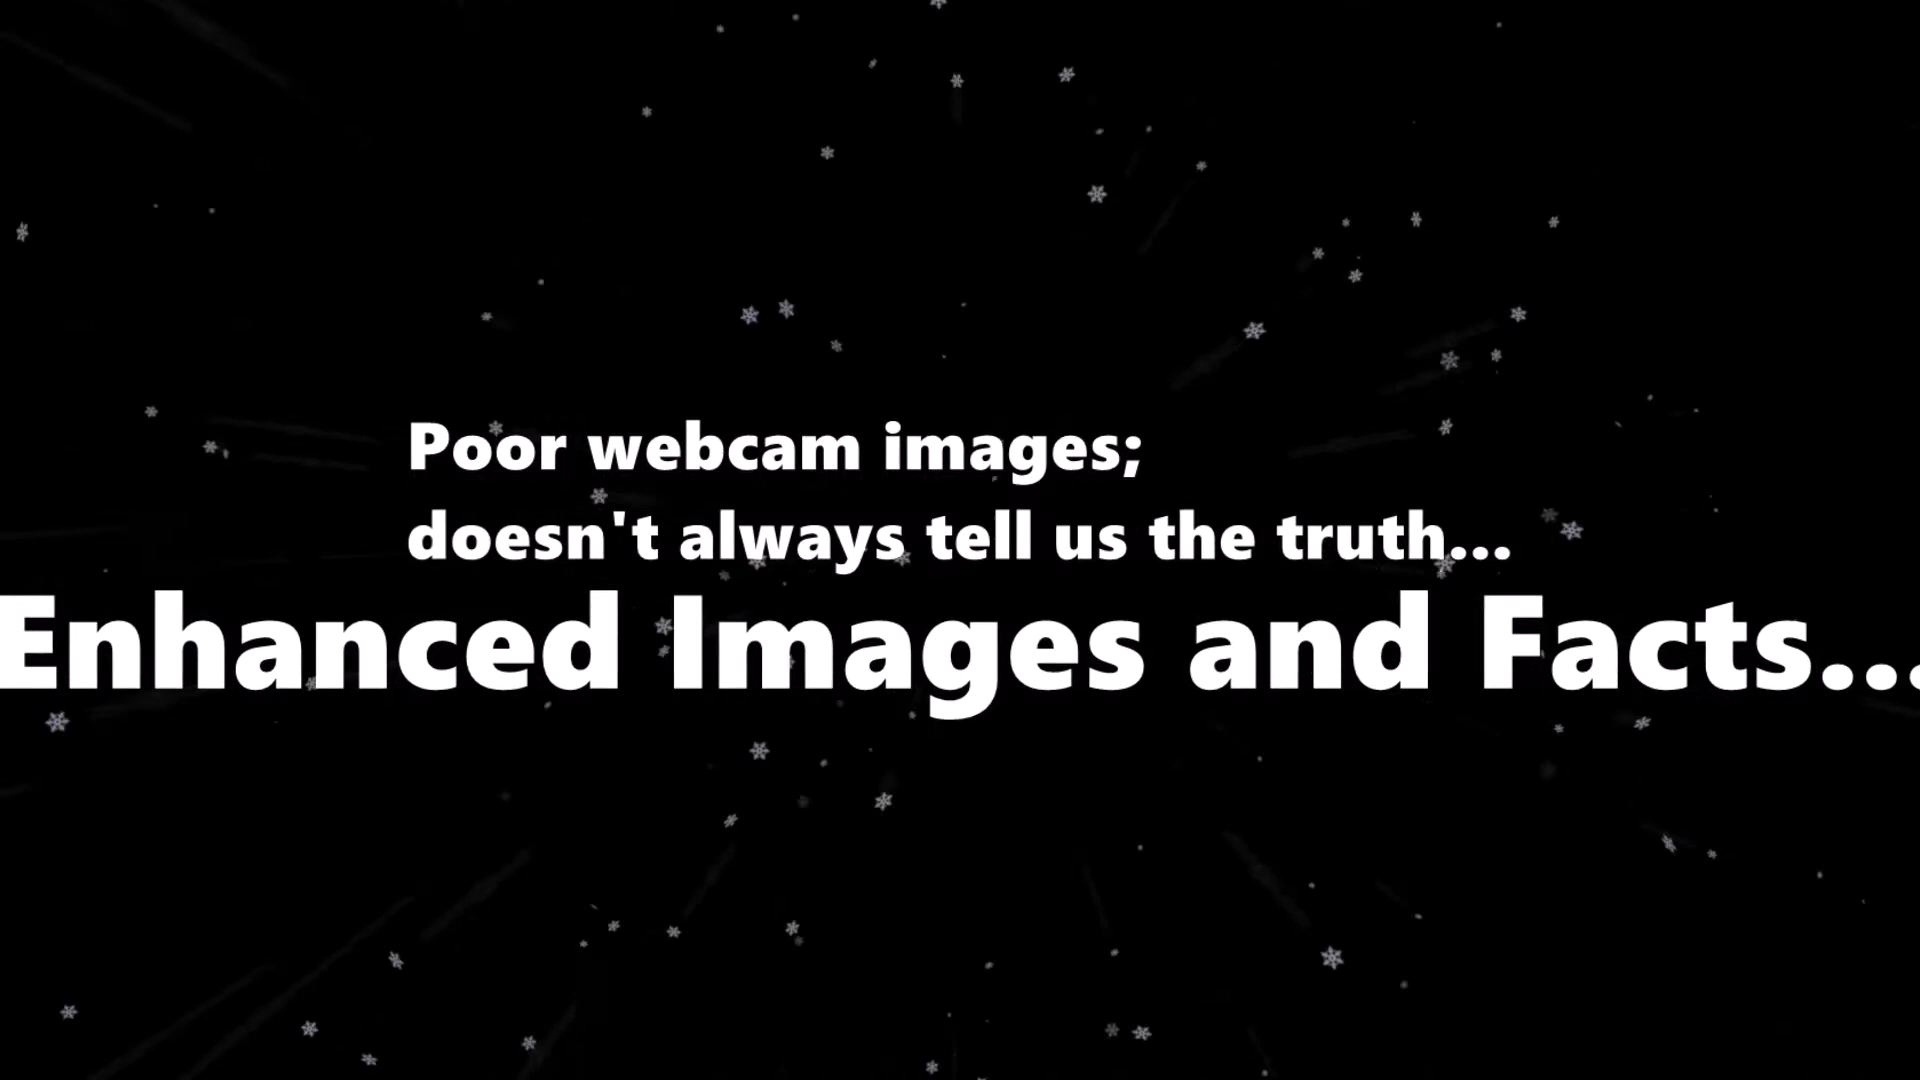 Poor webcam images;
doesn't always tell us the truth...
Enhanced Images and Facts...